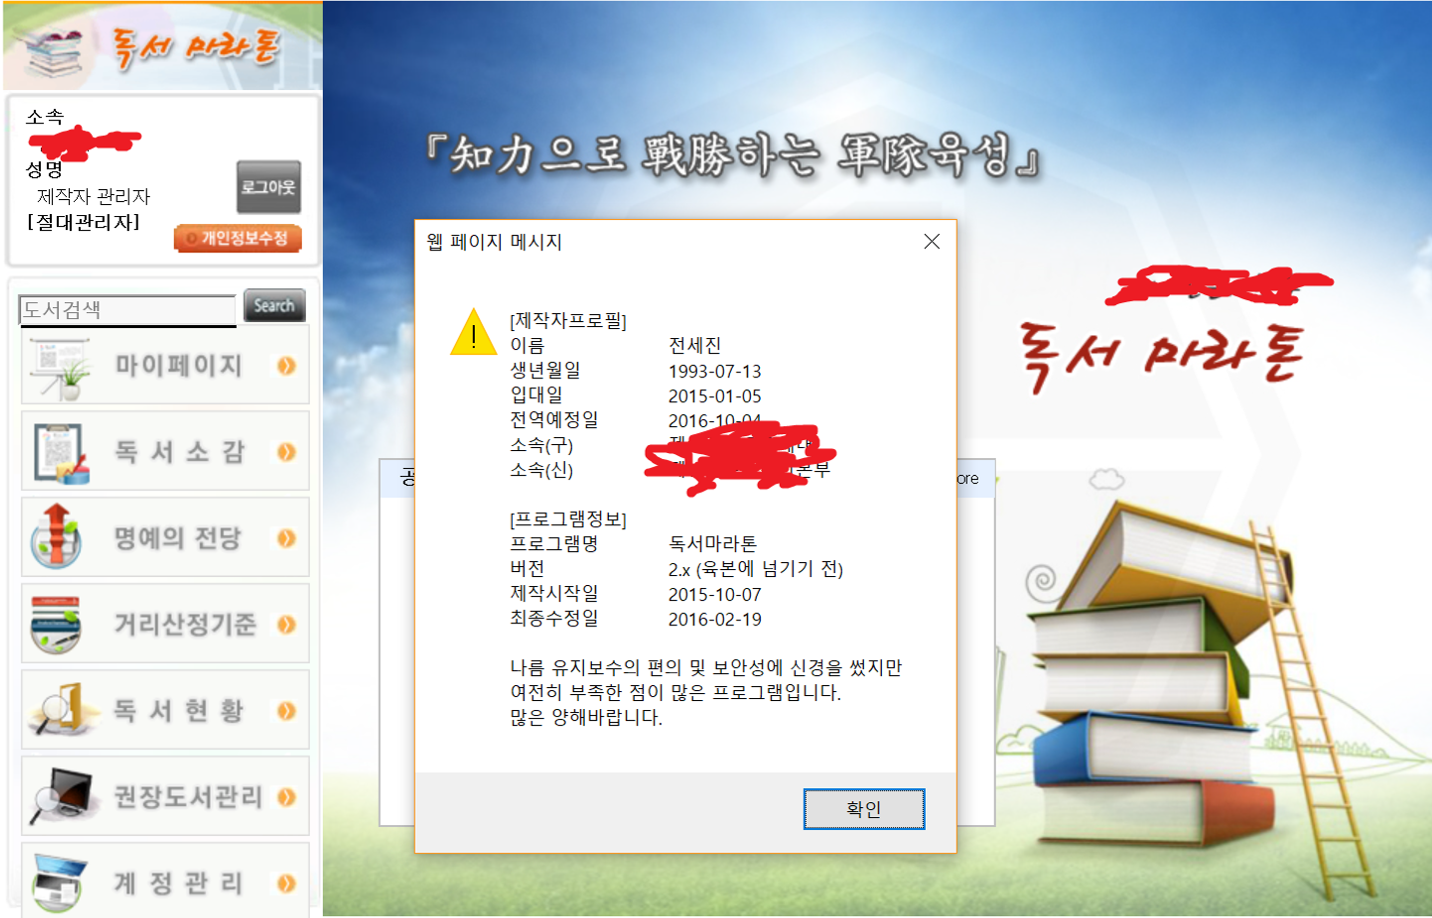 독서 마라톤
소속
성명
제작자 관리자
[절대관리자]
로그아웃
개인정보수정
도서검색
Search
마이페이지
독서소감
명예의 전당
거리산정기준
독서현황
권장도서관리
계정관리
『知力으로 戰勝하는 軍隊육성』
독서 마라톤
공
ore
웹 페이지 메시지
[제작자프로필]
이름 전세진
생년월일 1993-07-13
입대일 2015-01-05
전역예정일 2016-10-04
소속(구)
소속(신) 본부
[프로그램정보]
프로그램명 독서마라톤
버전 2.x (육본에 넘기기 전)
제작시작일 2015-10-07
최종수정일 2016-02-19
나름 유지보수의 편의 및 보안성에 신경을 썼지만
여전히 부족한 점이 많은 프로그램입니다.
많은 양해바랍니다.
확인